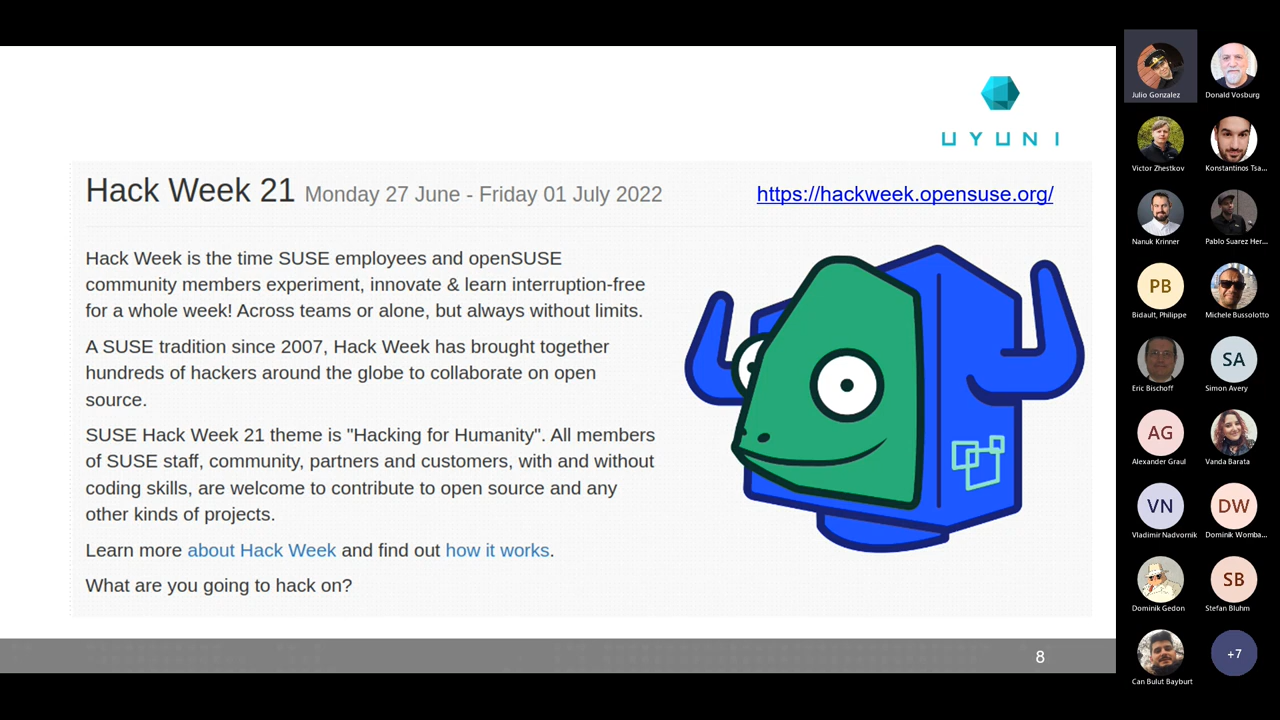 UYUNI
Hack Week 21 Monday 27 June - Friday 01 July 2022
https://hackweek.opensuse.org/
Hack Week is the time SUSE employees and openSUSE
community members experiment, innovate & learn interruption-free
for a whole week! Across teams or alone, but always without limits.
A SUSE tradition since 2007, Hack Week has brought together
hundreds of hackers around the globe to collaborate on open
source.
SUSE Hack Week 21 theme is "Hacking for Humanity". All members
of SUSE staff, community, partners and customers, with and without
coding skills, are welcome to contribute to open source and any
other kinds of projects.
Learn more about Hack Week and find out how it works.
What are you going to hack on?
8
Julio González
Donald Vosburg
Victor Zhestkov
Konstantinos Tsa...
Nanuk Krinner
Pablo Suarez Her...
PB
Bidault, Philippe
Michele Bussolotto
Eric Bischoff
SA
Simon Avery
AG
Alexander Graul
Vanda Barata
VN
Vladimir Nadvornik
DW
Dominik Womba...
Dominik Gedon
SB
Stefan Bluhm
Can Bulut Bayburt
+7